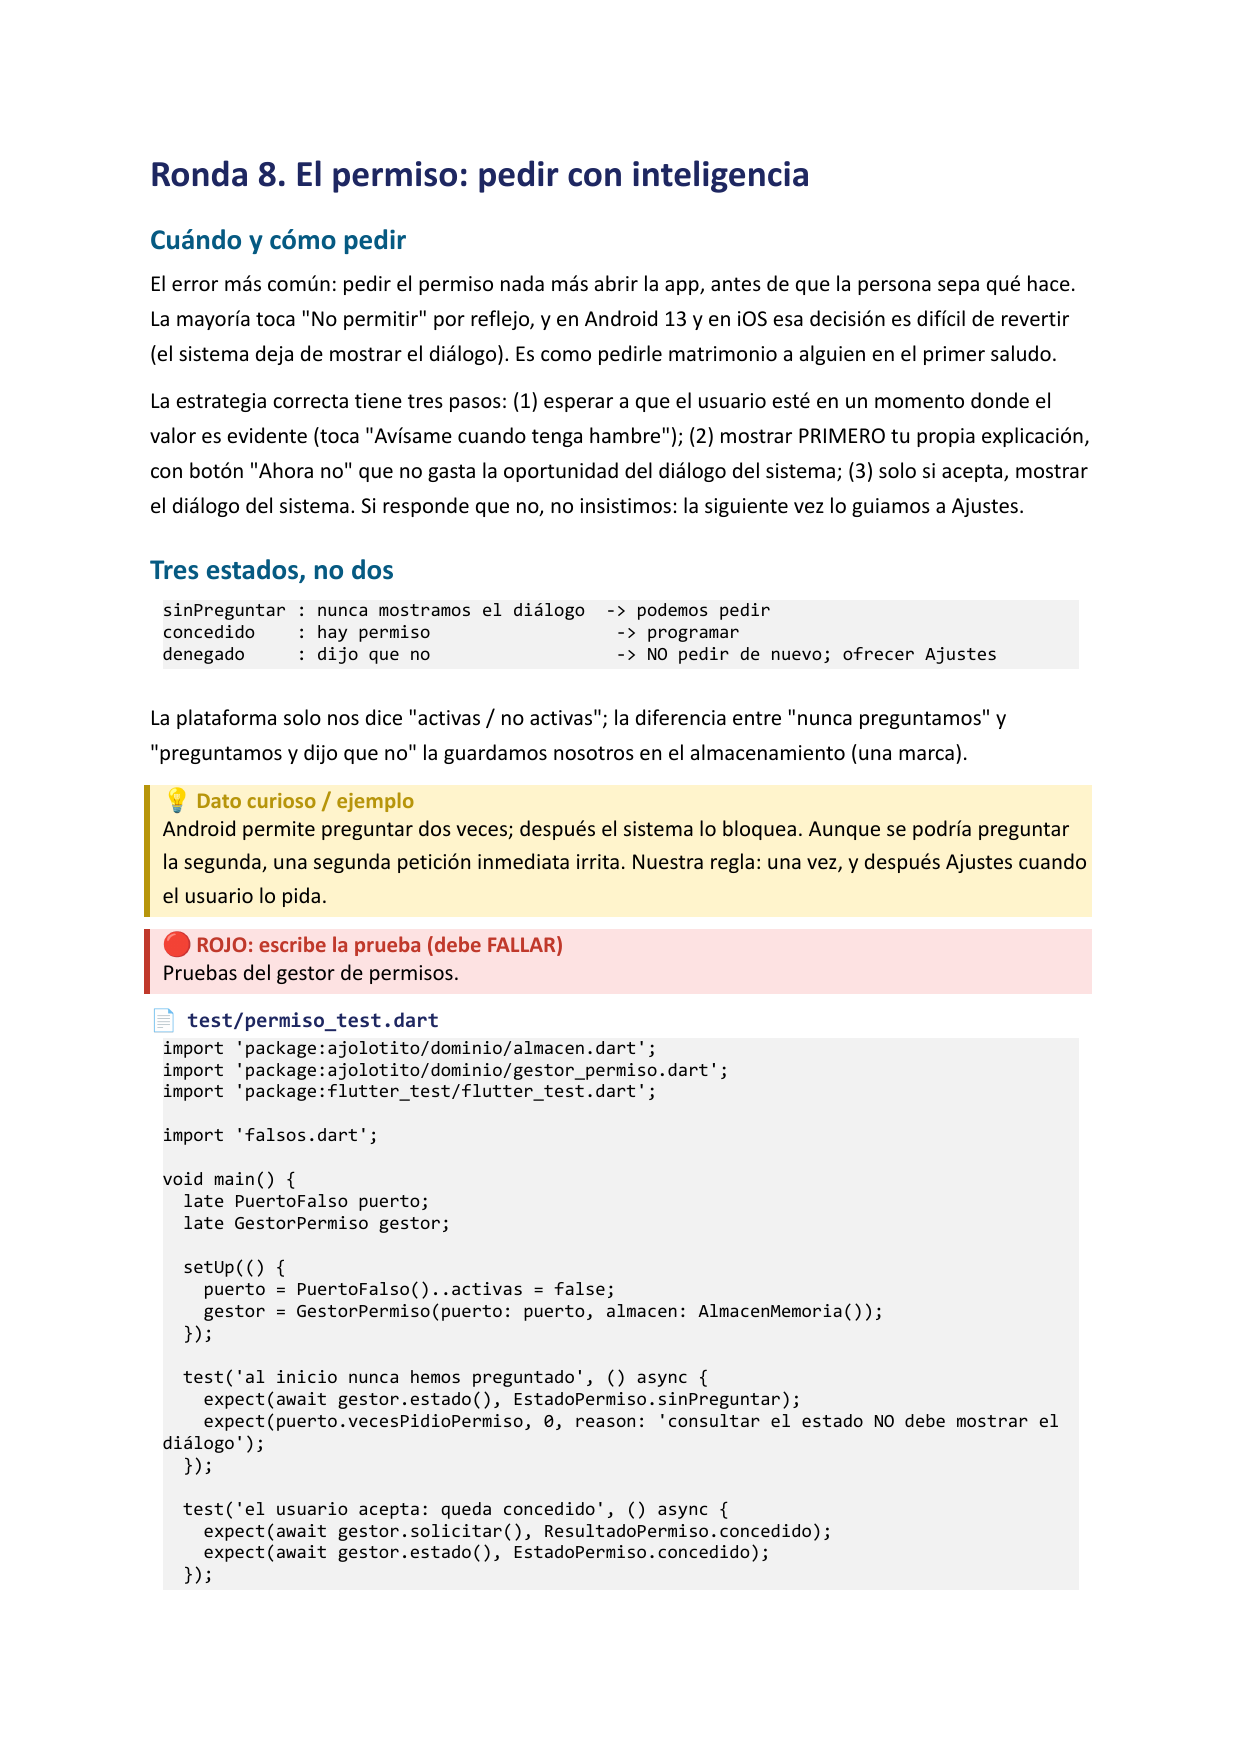 Ronda 8. El permiso: pedir con inteligencia
Cuándo y cómo pedir
El error más común: pedir el permiso nada más abrir la app, antes de que la persona sepa qué hace.
La mayoría toca "No permitir" por reflejo, y en Android 13 y en iOS esa decisión es difícil de revertir
(el sistema deja de mostrar el diálogo). Es como pedirle matrimonio a alguien en el primer saludo.
La estrategia correcta tiene tres pasos: (1) esperar a que el usuario esté en un momento donde el
valor es evidente (toca "Avísame cuando tenga hambre"); (2) mostrar PRIMERO tu propia explicación,
con botón "Ahora no" que no gasta la oportunidad del diálogo del sistema; (3) solo si acepta, mostrar
el diálogo del sistema. Si responde que no, no insistimos: la siguiente vez lo guiamos a Ajustes.
Tres estados, no dos
sinPreguntar : nunca mostramos el diálogo  -> podemos pedir
concedido    : hay permiso                  -> programar
denegado     : dijo que no                  -> NO pedir de nuevo; ofrecer Ajustes
La plataforma solo nos dice "activas / no activas"; la diferencia entre "nunca preguntamos" y
"preguntamos y dijo que no" la guardamos nosotros en el almacenamiento (una marca).
💡 Dato curioso / ejemplo
Android permite preguntar dos veces; después el sistema lo bloquea. Aunque se podría preguntar
la segunda, una segunda petición inmediata irrita. Nuestra regla: una vez, y después Ajustes cuando
el usuario lo pida.
🔴 ROJO: escribe la prueba (debe FALLAR)
Pruebas del gestor de permisos.
📄 test/permiso_test.dart
import 'package:ajolotito/dominio/almacen.dart';
import 'package:ajolotito/dominio/gestor_permiso.dart';
import 'package:flutter_test/flutter_test.dart';
import 'falsos.dart';
void main() {
  late PuertoFalso puerto;
  late GestorPermiso gestor;
  setUp(() {
    puerto = PuertoFalso()..activas = false;
    gestor = GestorPermiso(puerto: puerto, almacen: AlmacenMemoria());
  });
  test('al inicio nunca hemos preguntado', () async {
    expect(await gestor.estado(), EstadoPermiso.sinPreguntar);
    expect(puerto.vecesPidioPermiso, 0, reason: 'consultar el estado NO debe mostrar el
diálogo');
  });
  test('el usuario acepta: queda concedido', () async {
    expect(await gestor.solicitar(), ResultadoPermiso.concedido);
    expect(await gestor.estado(), EstadoPermiso.concedido);
  });